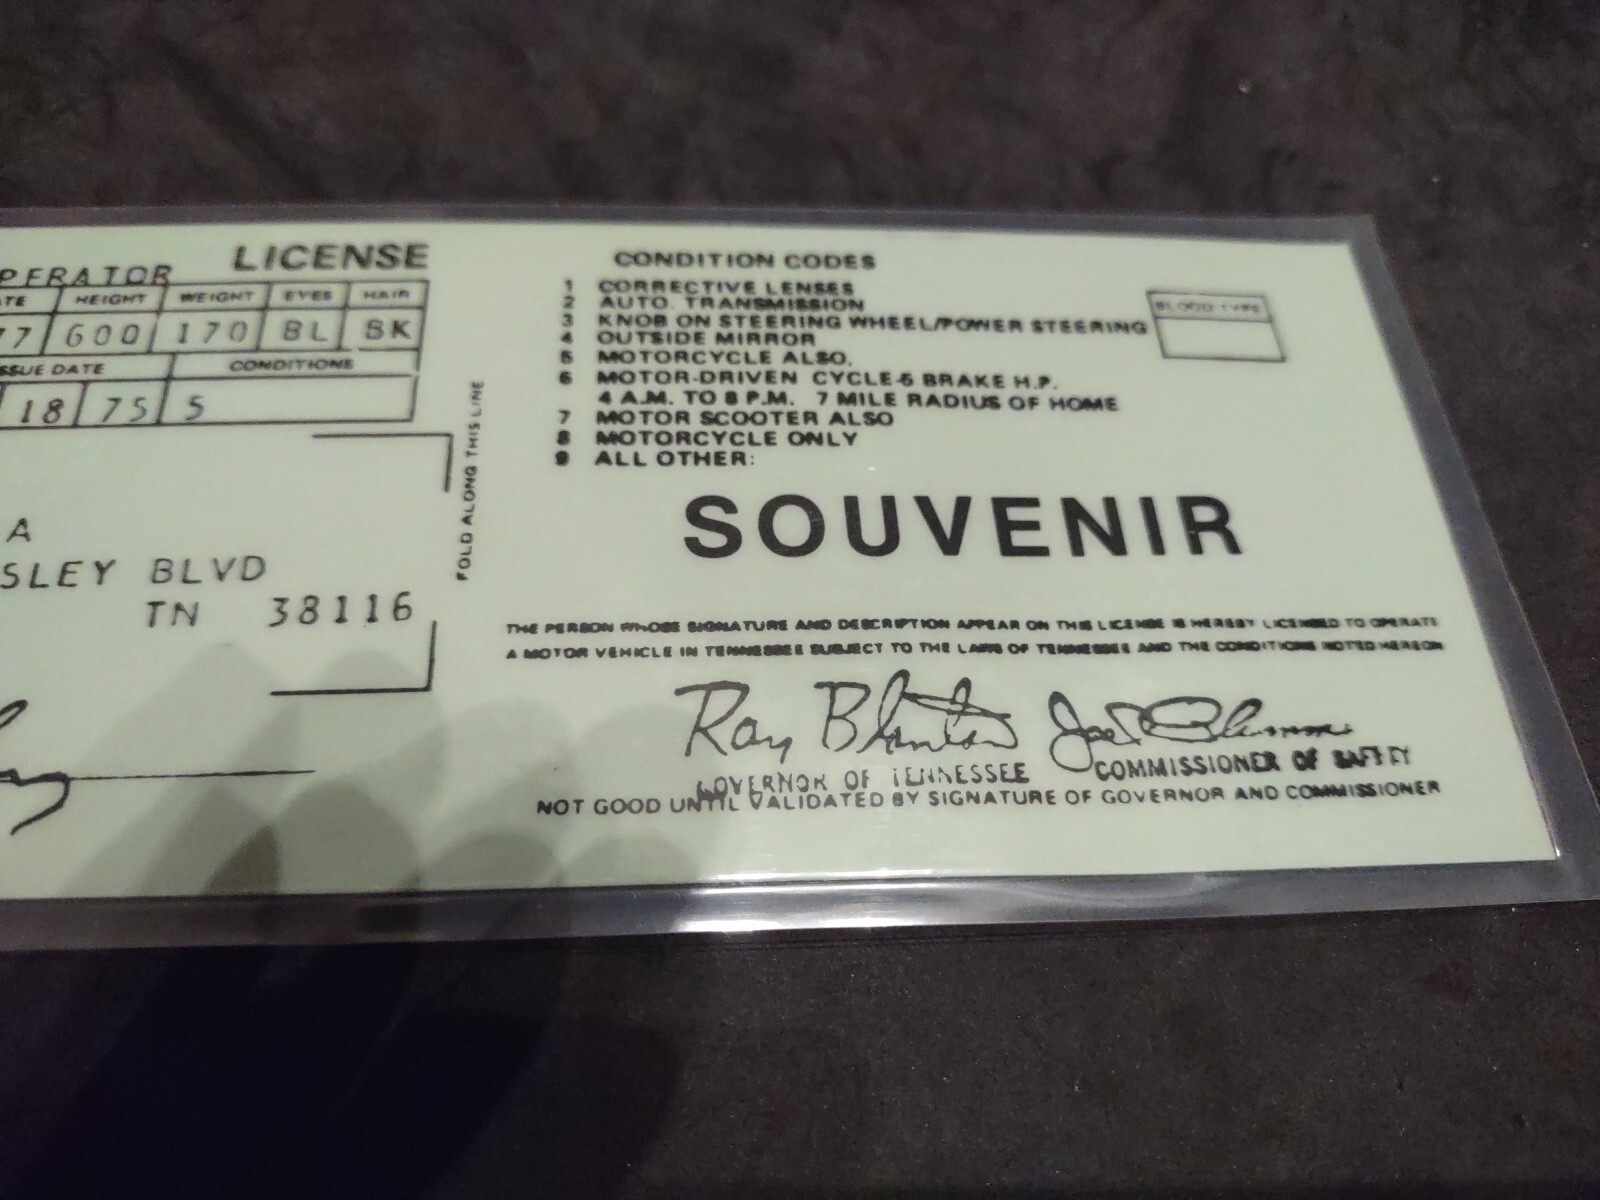 LICENSE
PERATOR
TE HEIGHT WEIGHT EYES HAIR
77 600 170 BL BK
SSUE DATE CONDITIONS
18 75 5
FOLD ALONG THIS LINE
A
SLEY BLVD
TN 38116
CONDITION CODES
1 CORRECTIVE LENSES
2 AUTO. TRANSMISSION
3 KNOB ON STEERING WHEEL/POWER STEERING
4 OUTSIDE MIRROR
5 MOTORCYCLE ALSO,
6 MOTOR-DRIVEN CYCLE-5 BRAKE H.P.
4 A.M. TO 8 P.M. 7 MILE RADIUS OF HOME
7 MOTOR SCOOTER ALSO
8 MOTORCYCLE ONLY
9 ALL OTHER:
BLOOD TYPE
SOUVENIR
THE PERSON WHOSE SIGNATURE AND DESCRIPTION APPEAR ON THIS LICENSE IS HEREBY LICENSED TO OPERATE
A MOTOR VEHICLE IN TENNESSEE SUBJECT TO THE LAWS OF TENNESSEE AND THE CONDITIONS NOTED HEREON
Ray Blanton Joel
GOVERNOR OF TENNESSEE COMMISSIONER OF SAFETY
NOT GOOD UNTIL VALIDATED BY SIGNATURE OF GOVERNOR AND COMMISSIONER